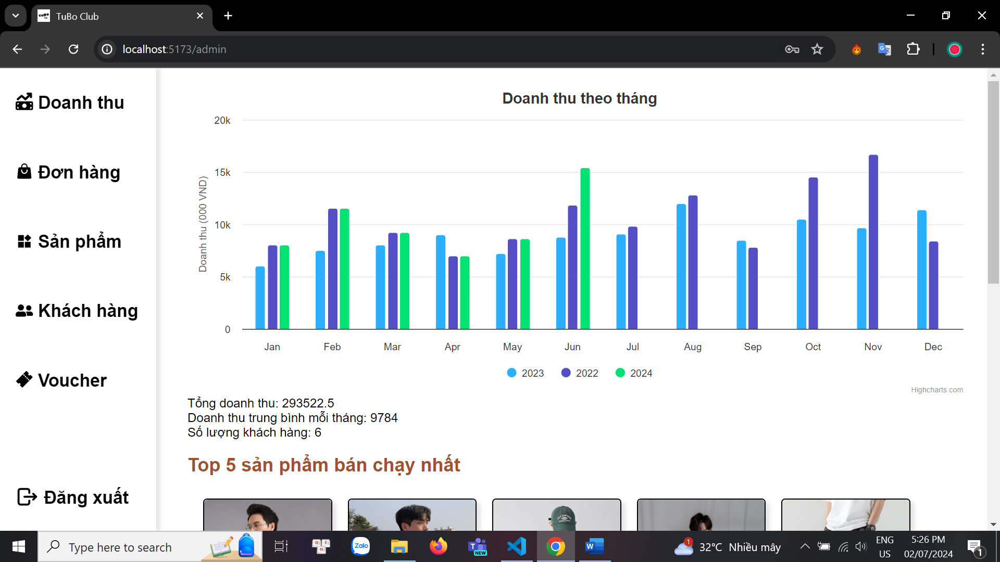 TuBo Club
localhost:5173/admin
Doanh thu
Đơn hàng
Sản phẩm
Khách hàng
Voucher
Đăng xuất
Doanh thu theo tháng
Doanh thu (000 VND)
20k
15k
10k
5k
0
Jan Feb Mar Apr May Jun Jul Aug Sep Oct Nov Dec
2023 2022 2024
Highcharts.com
Tổng doanh thu: 293522.5
Doanh thu trung bình mỗi tháng: 9784
Số lượng khách hàng: 6
Top 5 sản phẩm bán chạy nhất
Type here to search
Zalo
NEW
1
32°C Nhiều mây
ENG
US
5:26 PM
02/07/2024
1